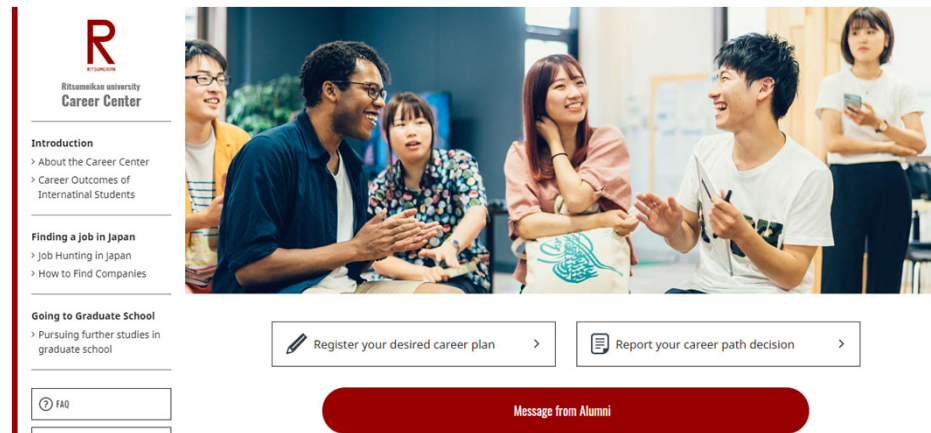 R
RITSUMEIKAN
Ritsumeikan university
Career Center
Introduction
> About the Career Center
> Career Outcomes of
Internatinal Students
Finding a job in Japan
> Job Hunting in Japan
> How to Find Companies
Going to Graduate School
> Pursuing further studies in
graduate school
? FAQ
Register your desired career plan >
Report your career path decision >
Message from Alumni